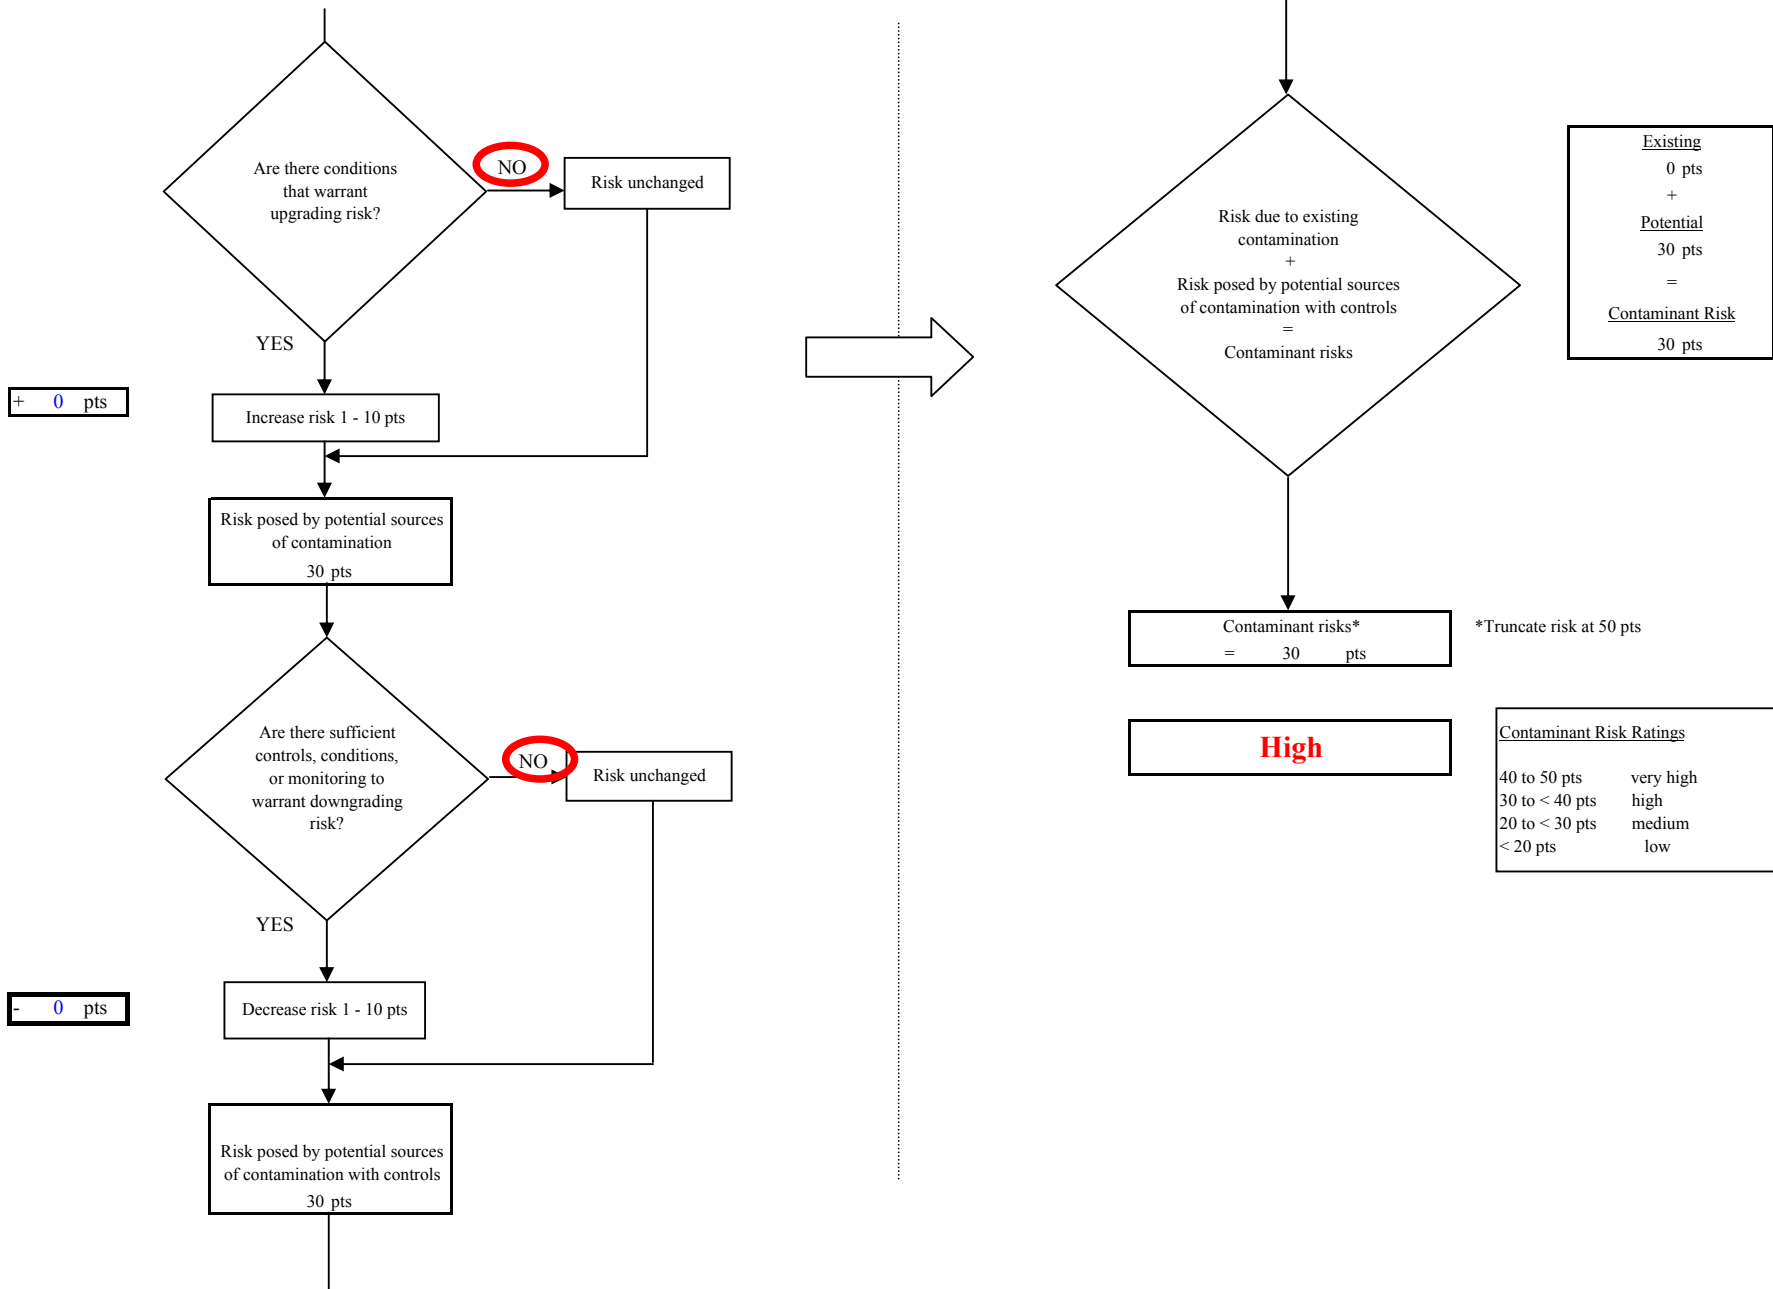 Are there conditions
that warrant
upgrading risk?
NO
Risk unchanged
YES
+ 0 pts
Increase risk 1 - 10 pts
Risk posed by potential sources
of contamination
30 pts
Are there sufficient
controls, conditions,
or monitoring to
warrant downgrading
risk?
NO
Risk unchanged
YES
- 0 pts
Decrease risk 1 - 10 pts
Risk posed by potential sources
of contamination with controls
30 pts
Risk due to existing
contamination
+
Risk posed by potential sources
of contamination with controls
=
Contaminant risks
Existing
0 pts
+
Potential
30 pts
=
Contaminant Risk
30 pts
Contaminant risks*
= 30 pts
*Truncate risk at 50 pts
High
Contaminant Risk Ratings
40 to 50 pts very high
30 to < 40 pts high
20 to < 30 pts medium
< 20 pts low